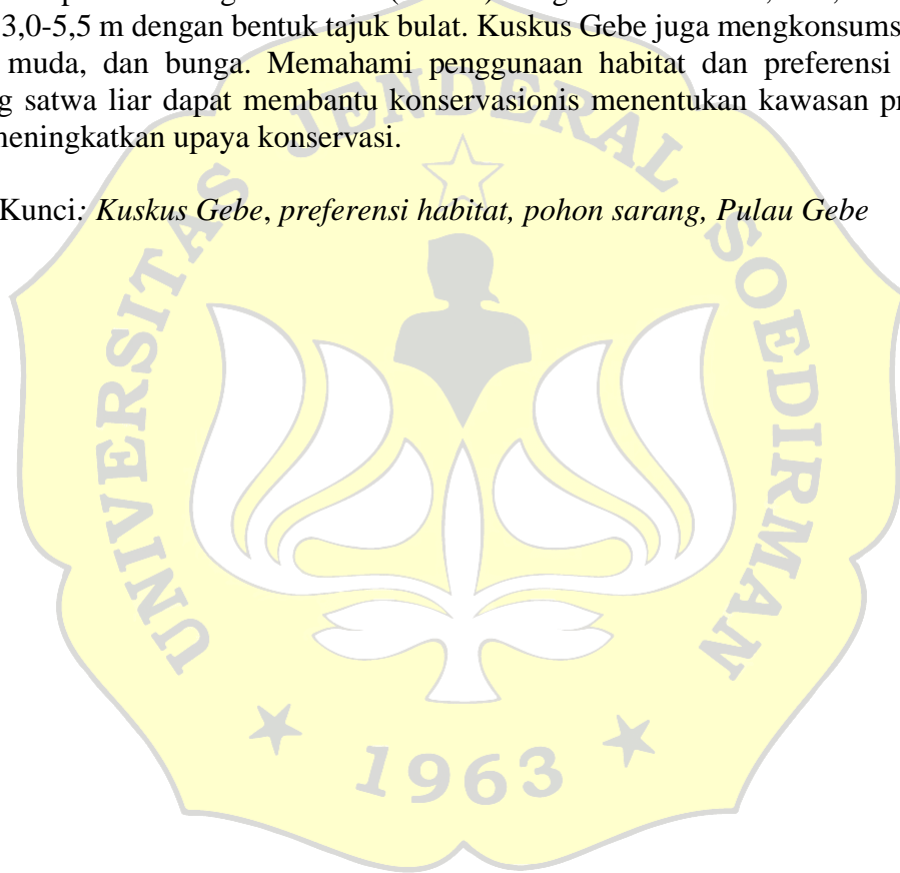 3,0-5,5 m dengan bentuk tajuk bulat. Kuskus Gebe juga mengkonsums
muda, dan bunga. Memahami penggunaan habitat dan preferensi
g satwa liar dapat membantu konservasionis menentukan kawasan pr
meningkatkan upaya konservasi.
Kunci: Kuskus Gebe, preferensi habitat, pohon sarang, Pulau Gebe
UNIVERSITAS JENDERAL SOEDIRMAN
1963